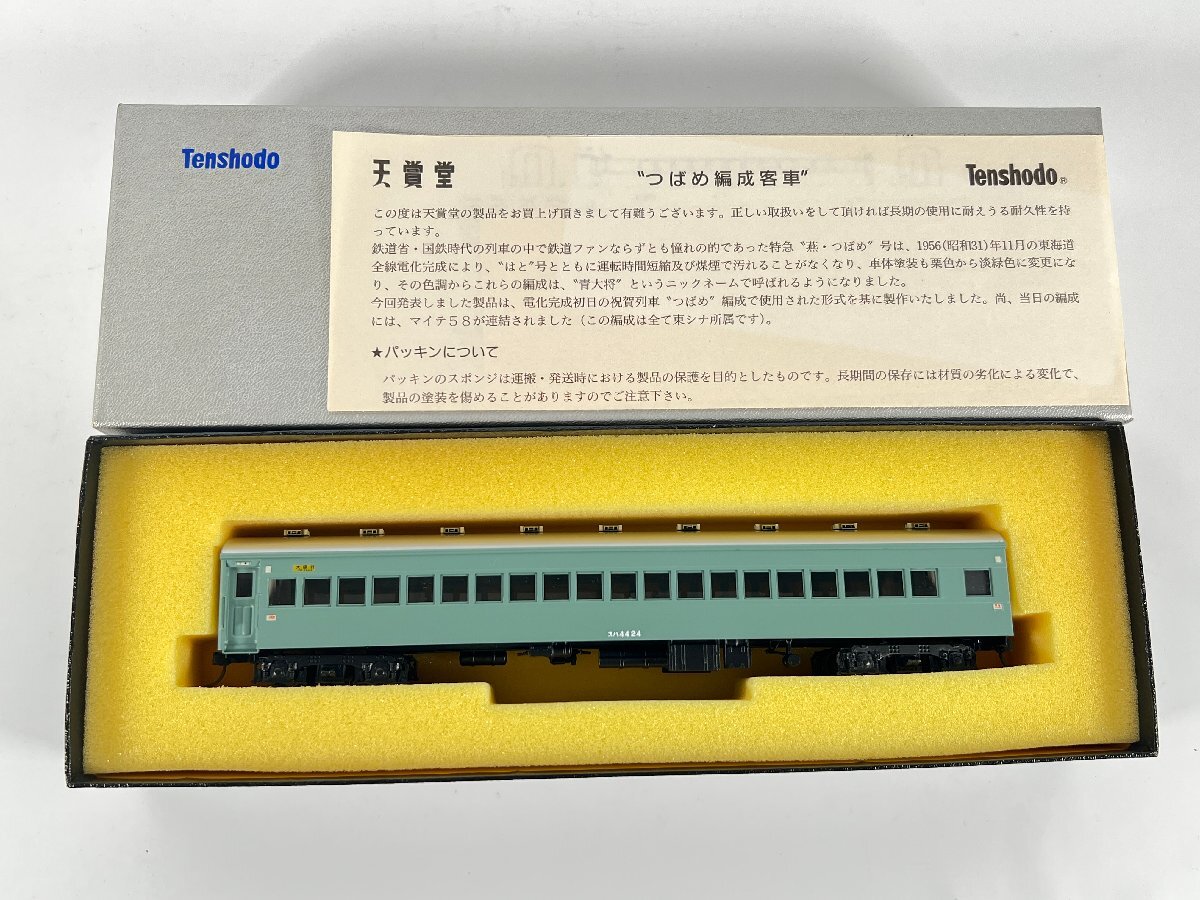 Tenshodo
天賞堂
“つばめ編成客車”
Tenshodo®
この度は天賞堂の製品をお買上げ頂きまして有難うございます。正しい取扱いをして頂ければ長期の使用に耐えうる耐久性を持
っています。
鉄道省・国鉄時代の列車の中で鉄道ファンならずとも憧れの的であった特急“燕・つばめ”号は、1956(昭和31)年11月の東海道
全線電化完成により、“はと”号とともに運転時間短縮及び煤煙で汚れることがなくなり、車体塗装も栗色から淡緑色に変更にな
り、その色調からこれらの編成は、“青大将”というニックネームで呼ばれるようになりました。
今回発表しました製品は、電化完成初日の祝賀列車“つばめ”編成で使用された形式を基に製作いたしました。尚、当日の編成
には、マイテ58が連結されました（この編成は全て東シナ所属です）。
★パッキンについて
パッキンのスポンジは運搬・発送時における製品の保護を目的としたものです。長期間の保存には材質の劣化による変化で、
製品の塗装を傷めることがありますのでご注意下さい。
スハ4424